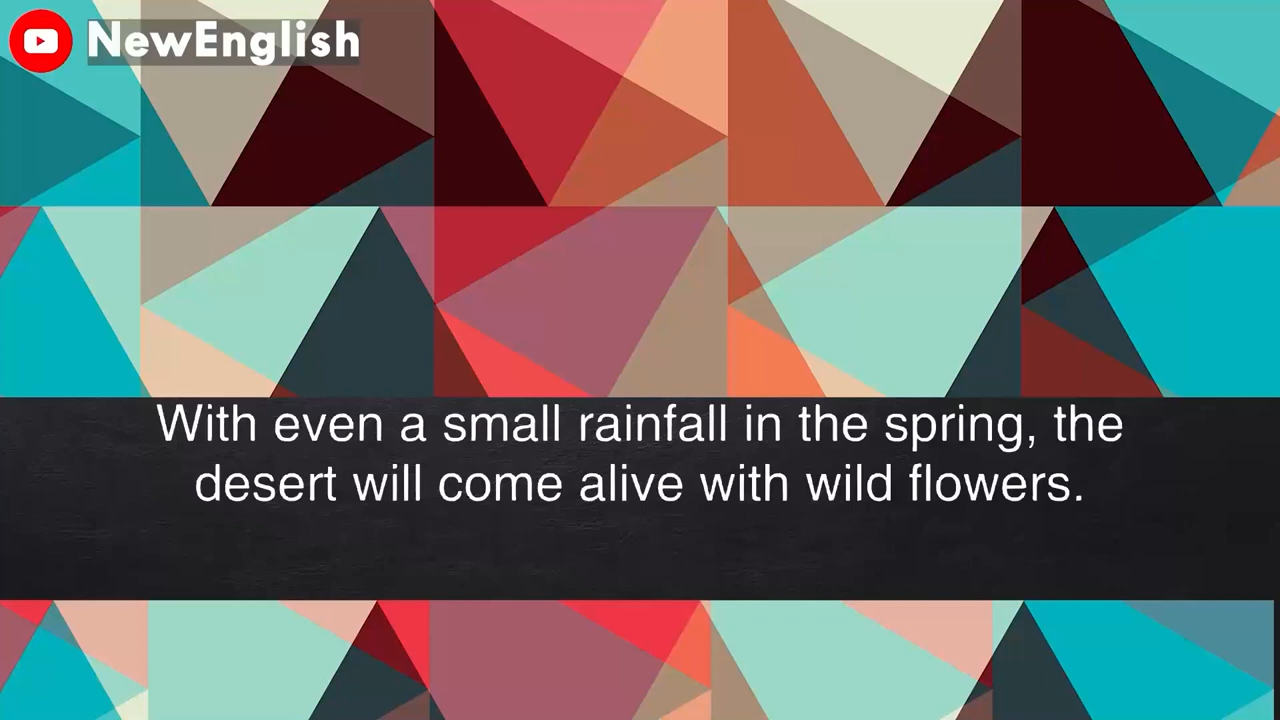 NewEnglish
With even a small rainfall in the spring, the
desert will come alive with wild flowers.